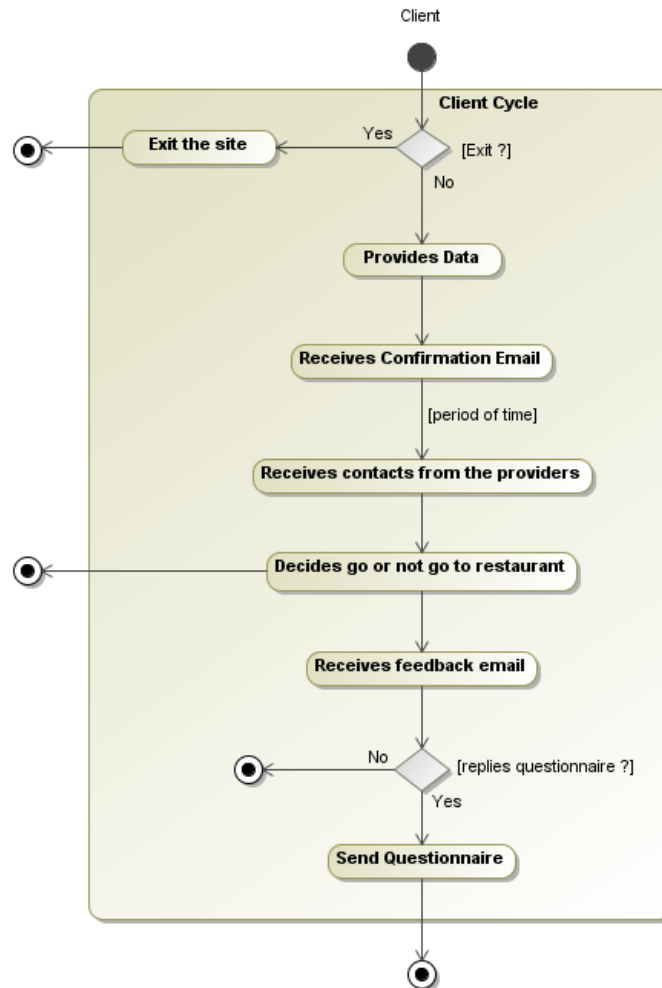 Client
Client Cycle
Exit the site
Yes
[Exit ?]
No
Provides Data
Receives Confirmation Email
[period of time]
Receives contacts from the providers
Decides go or not go to restaurant
Receives feedback email
No
[replies questionnaire ?]
Yes
Send Questionnaire